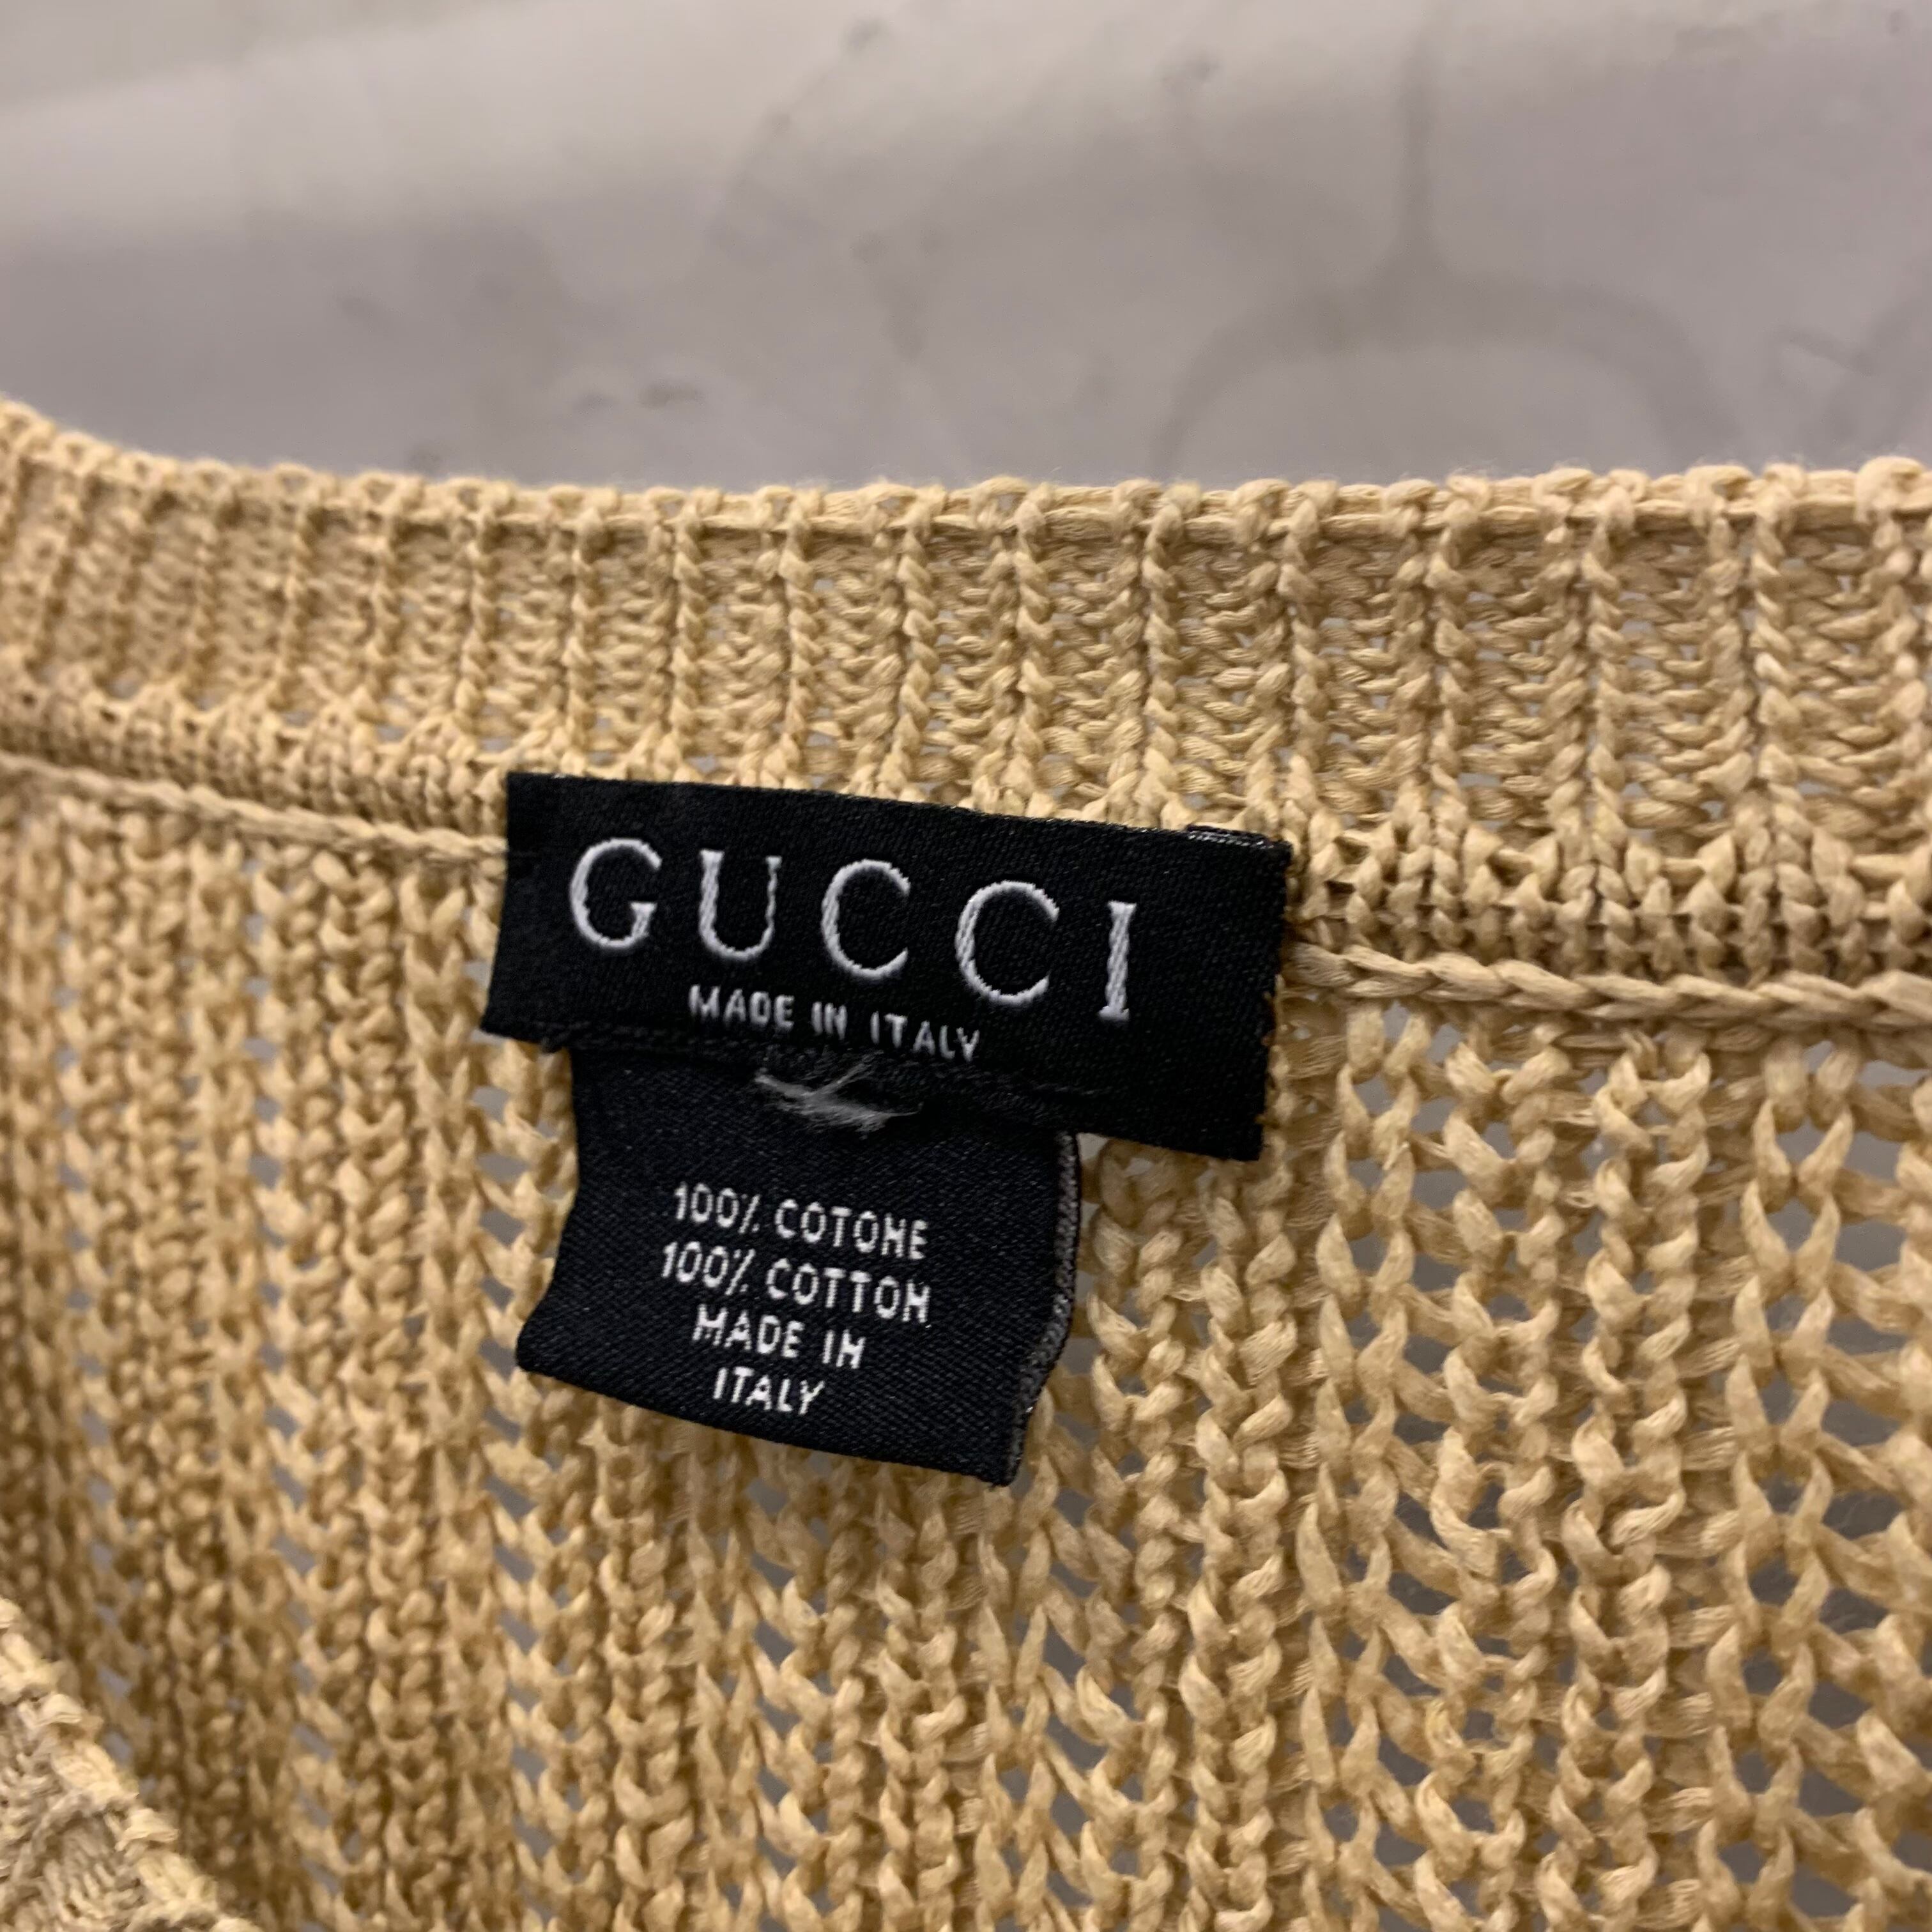 GUCCI
MADE IN ITALY
100% COTONE
100% COTTON
MADE IN
ITALY